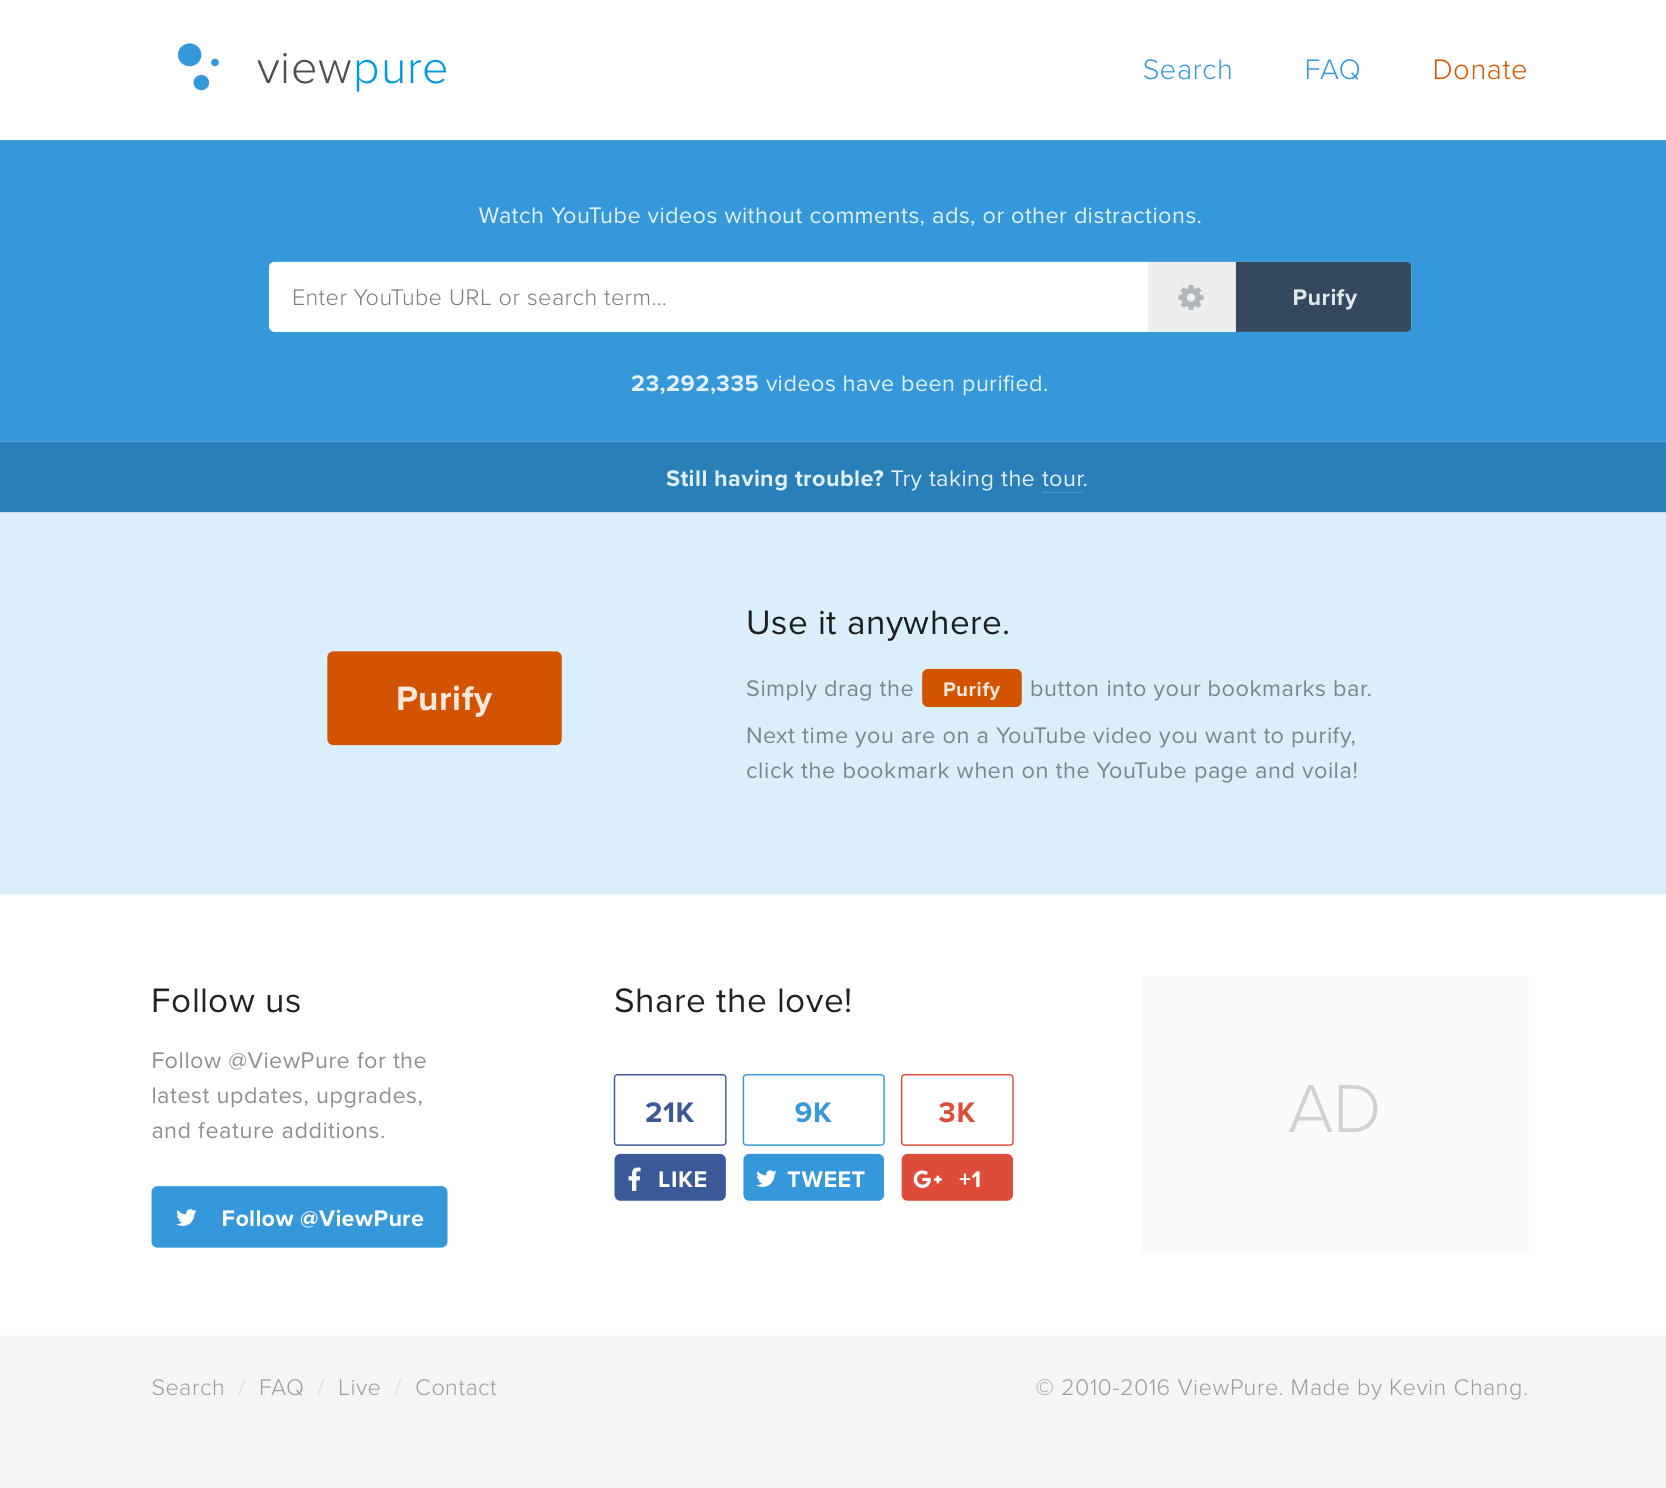 viewpure
Search FAQ Donate
Watch YouTube videos without comments, ads, or other distractions.
Enter YouTube URL or search term...
Purify
23,292,335 videos have been purified.
Still having trouble? Try taking the tour.
Purify
Use it anywhere.
Simply drag the Purify button into your bookmarks bar.
Next time you are on a YouTube video you want to purify,
click the bookmark when on the YouTube page and voila!
Follow us
Follow @ViewPure for the
latest updates, upgrades,
and feature additions.
Follow @ViewPure
Share the love!
21K 9K 3K
LIKE TWEET G+ +1
AD
Search / FAQ / Live / Contact
© 2010-2016 ViewPure. Made by Kevin Chang.